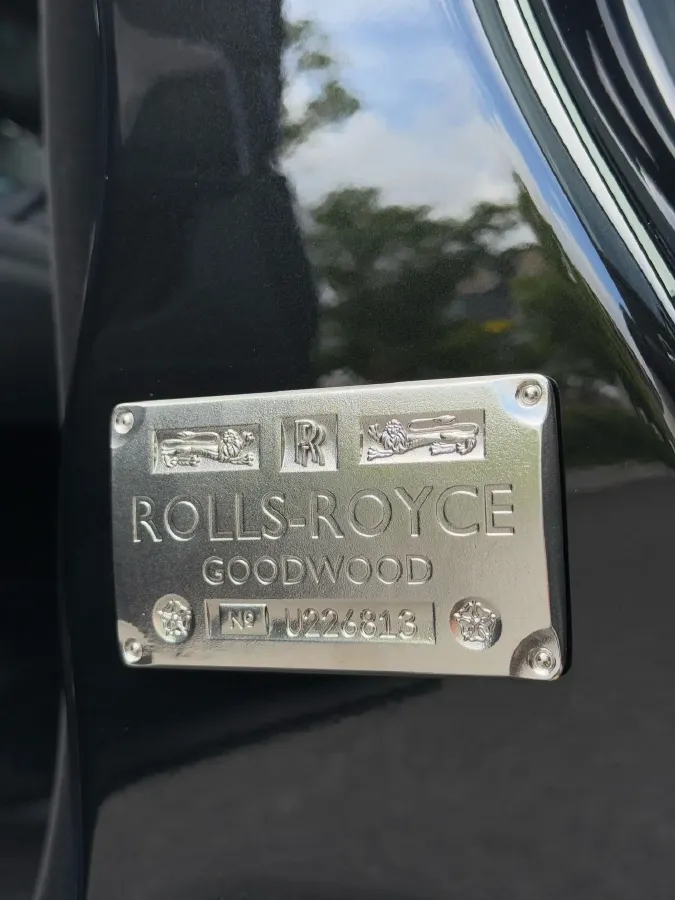 RR
ROLLS-ROYCE
GOODWOOD
Nº U226813